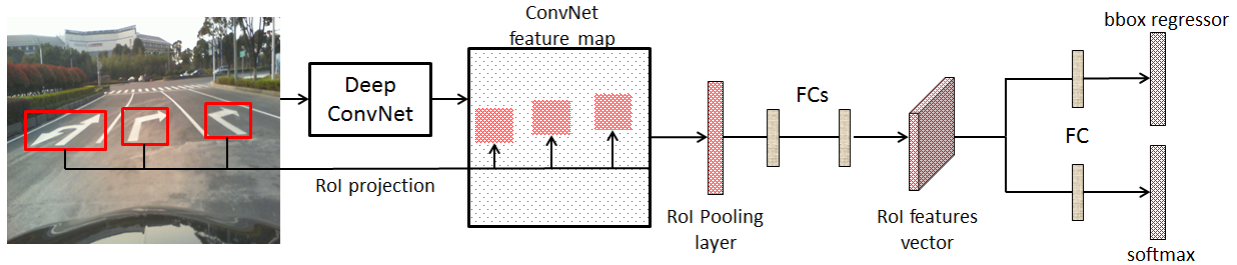 ConvNet
feature map
Deep
ConvNet
RoI projection
RoI Pooling
layer
FCs
RoI features
vector
bbox regressor
FC
softmax